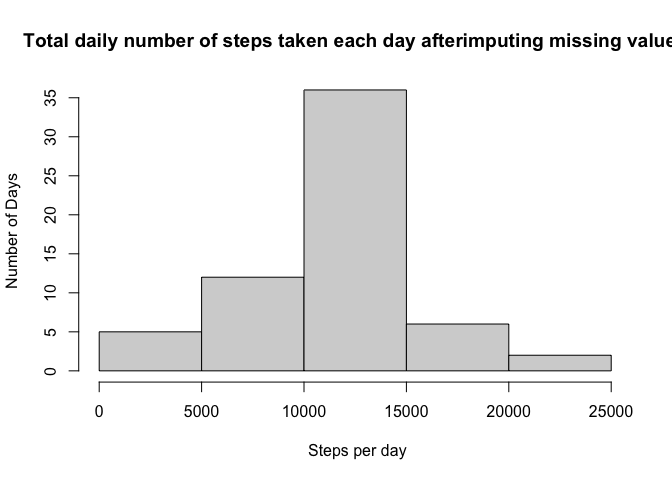 Total daily number of steps taken each day afterimputing missing value
35
30
25
20
15
10
5
0
Number of Days
0 5000 10000 15000 20000 25000
Steps per day